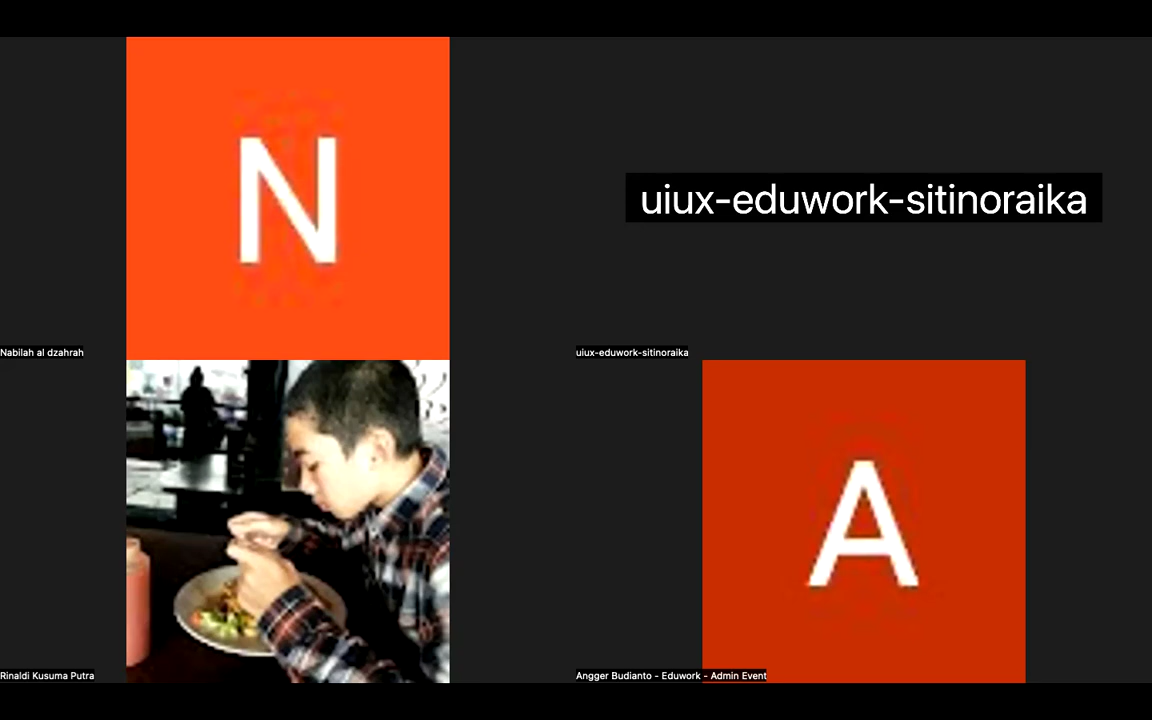 N
uiux-eduwork-sitinoraika
Nabilah al dzahrah
uiux-eduwork-sitinoraika
A
Rinaldi Kusuma Putra
Angger Budianto - Eduwork - Admin Event